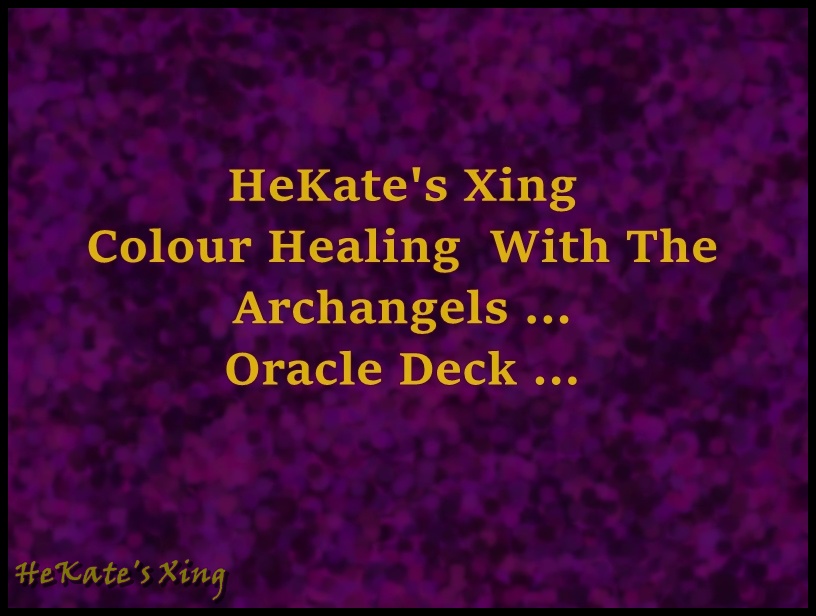 HeKate's Xing
Colour Healing  With The
Archangels ...
Oracle Deck ...
HeKate's Xing